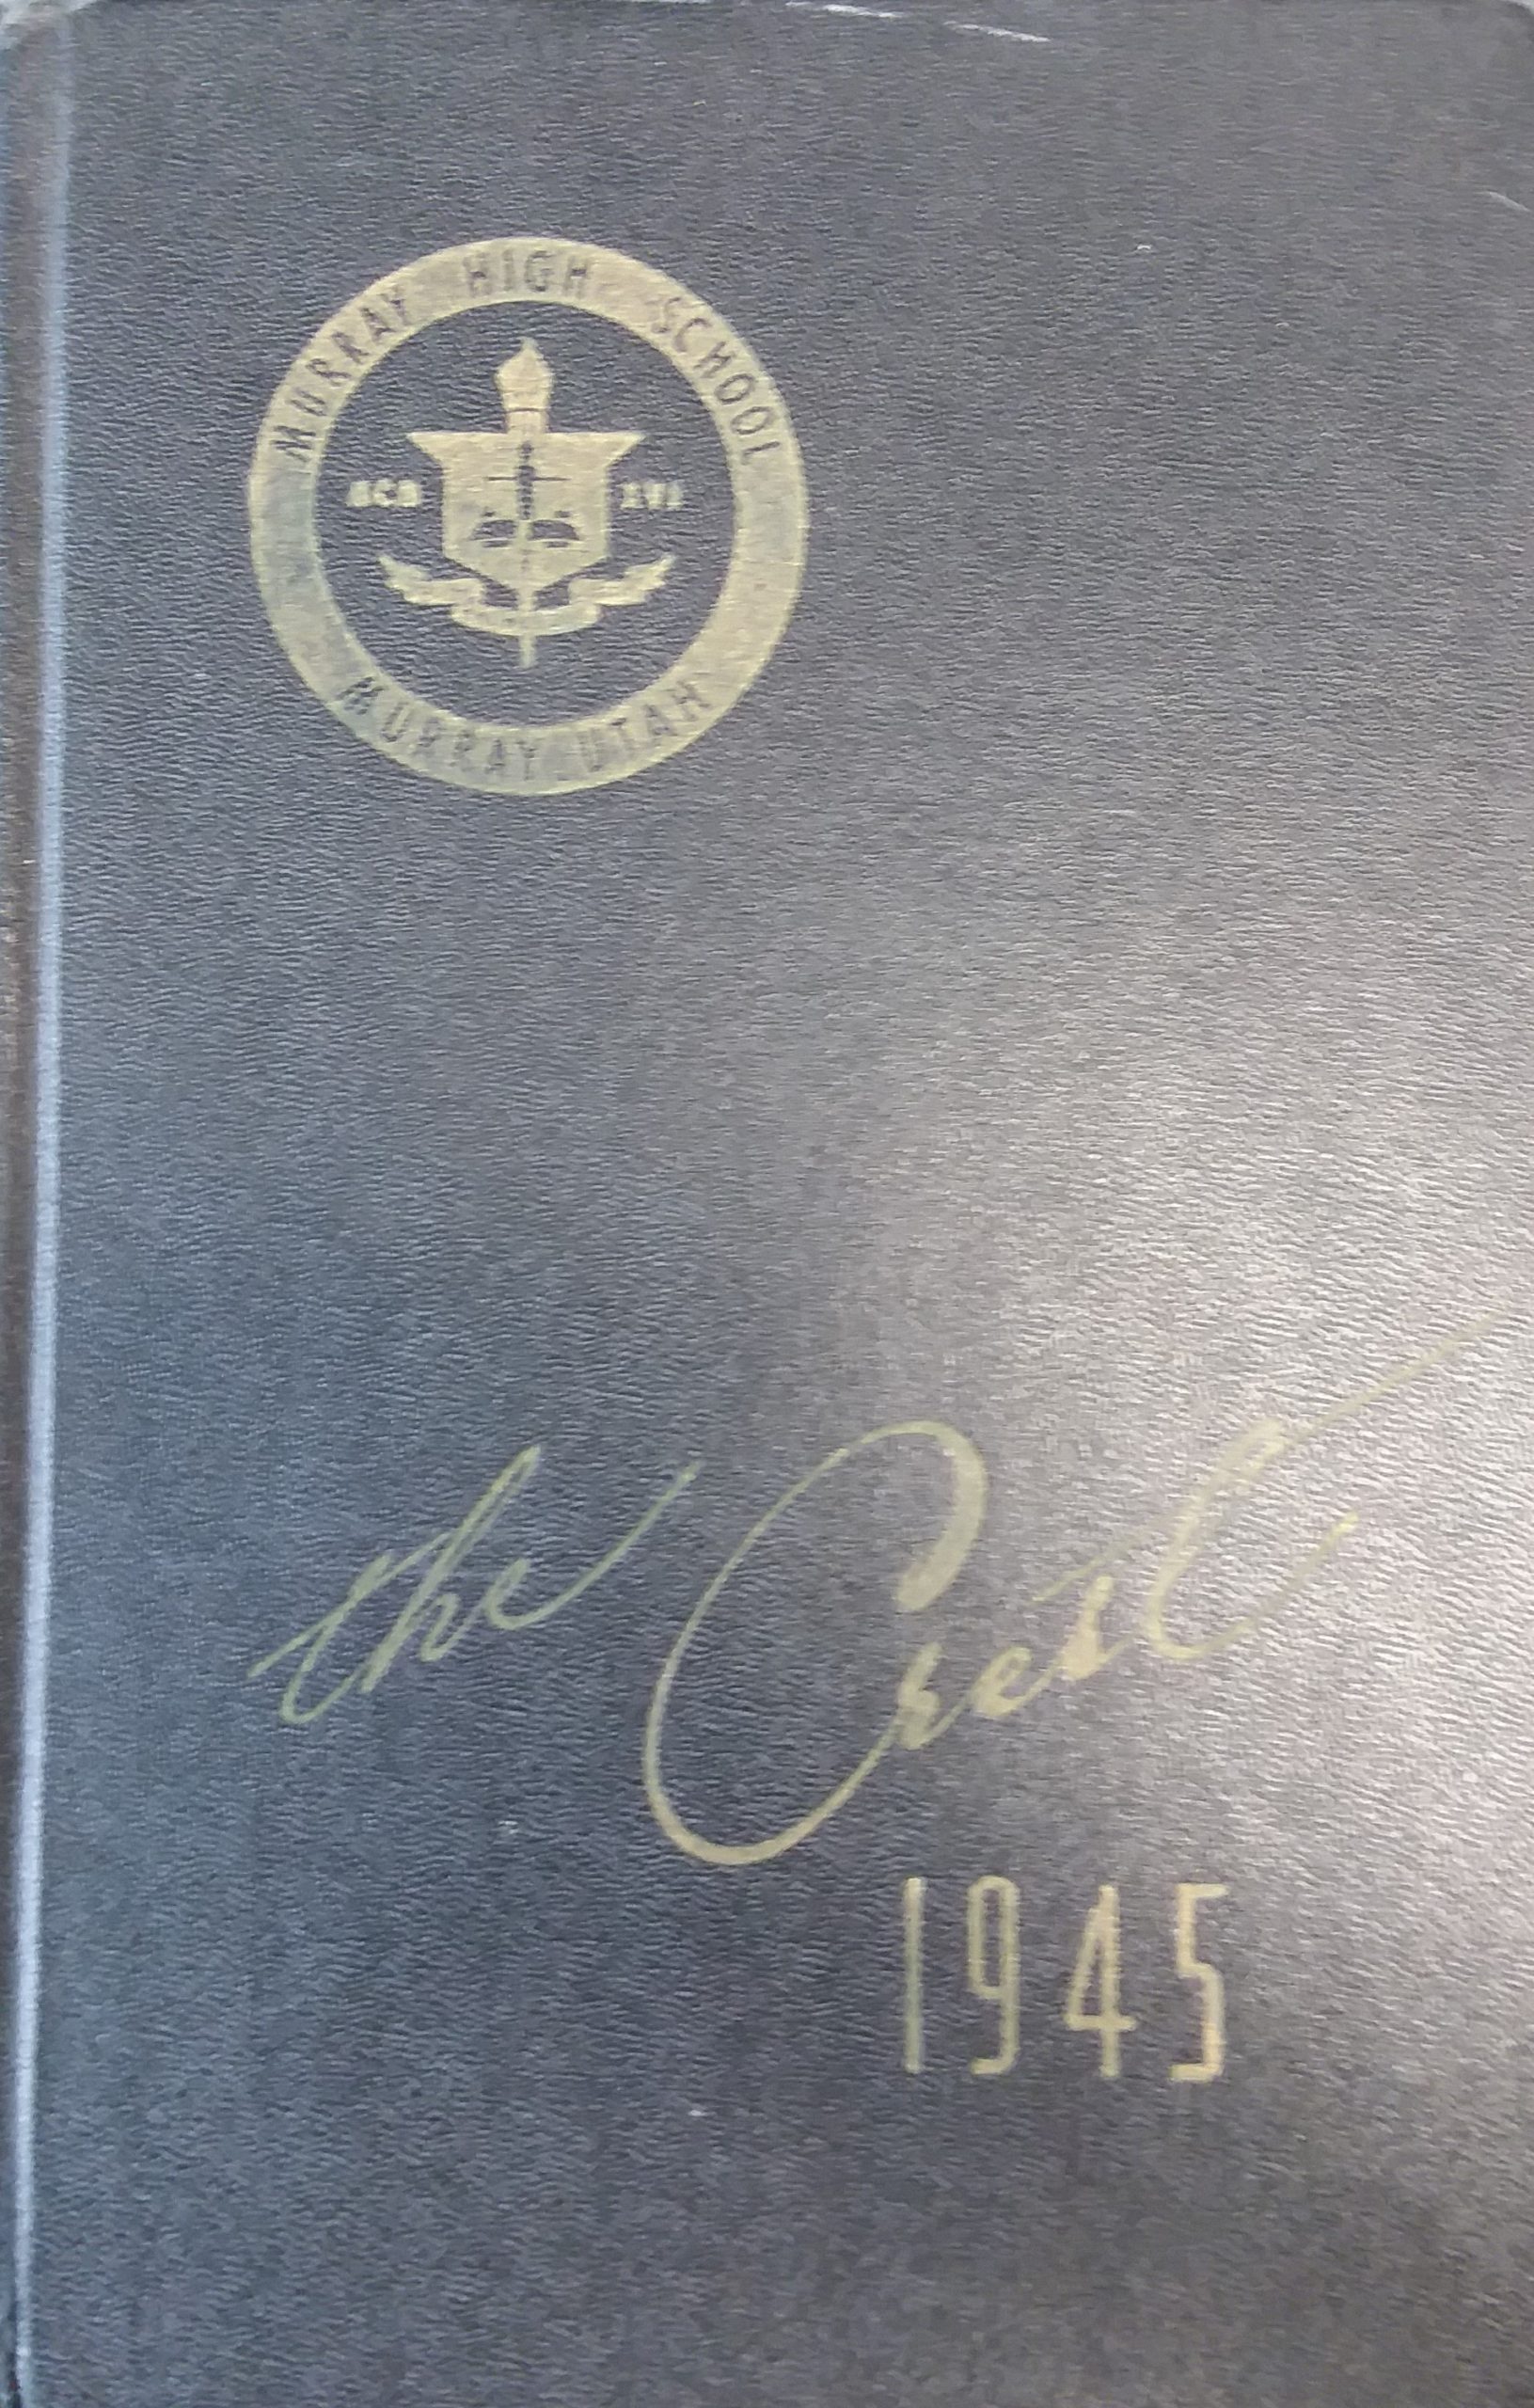 MURRAY HIGH SCHOOL
MURRAY UTAH
the Crest
1945